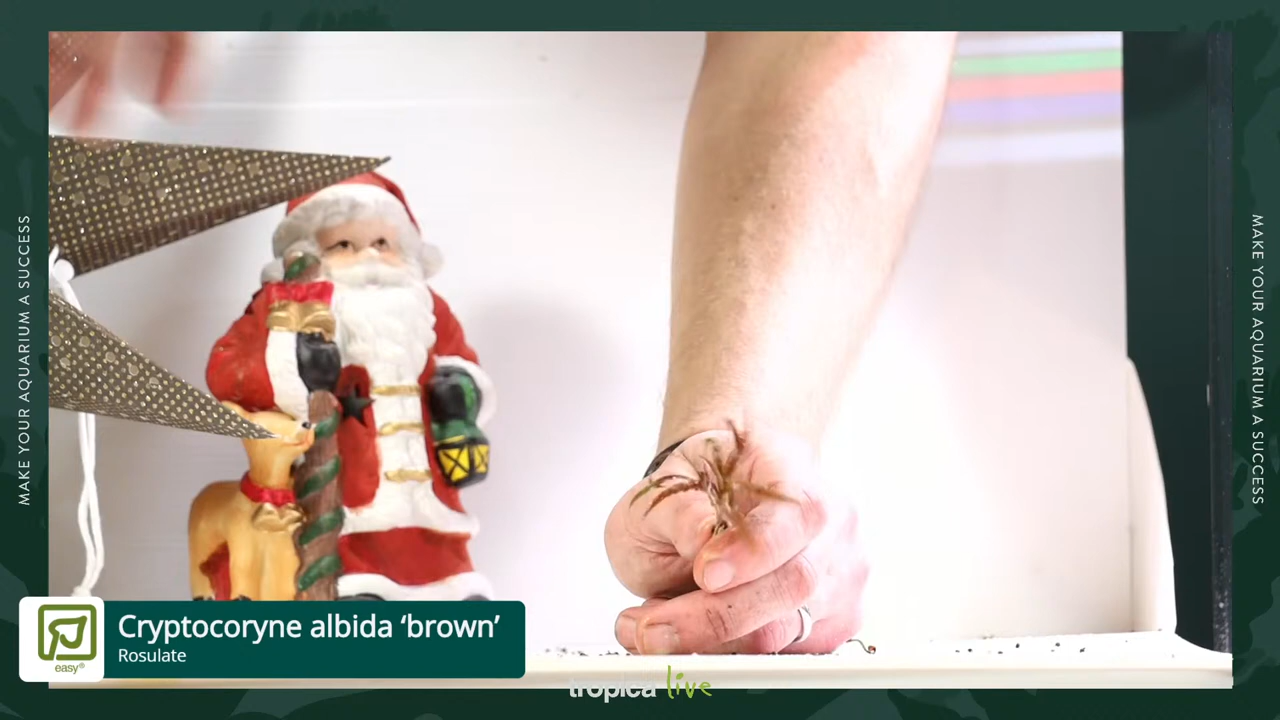 MAKE YOUR AQUARIUM A SUCCESS
MAKE YOUR AQUARIUM A SUCCESS
Cryptocoryne albida ‘brown’
Rosulate
easy®
tropica live